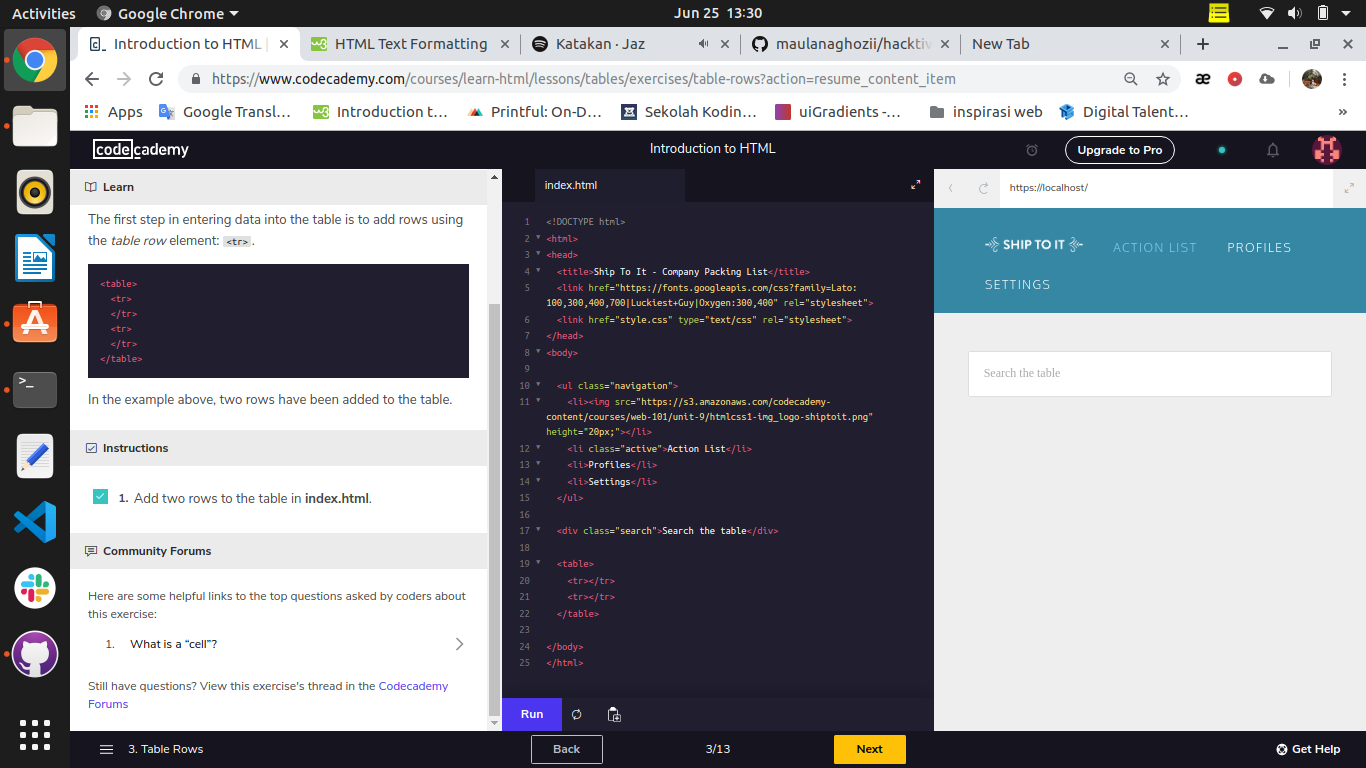 Activities
Google Chrome
Jun 25 13:30
Introduction to HTML |
HTML Text Formatting
Katakan · Jaz
maulanaghozii/hacktiv
New Tab
https://www.codecademy.com/courses/learn-html/lessons/tables/exercises/table-rows?action=resume_content_item
Apps
Google Transl...
Introduction t...
Printful: On-D...
Sekolah Kodin...
uiGradients -...
inspirasi web
Digital Talent...
codecademy
Introduction to HTML
Upgrade to Pro
Learn
The first step in entering data into the table is to add rows using
the table row element: <tr>.
<table>
<tr>
</tr>
<tr>
</tr>
</table>
In the example above, two rows have been added to the table.
Instructions
1. Add two rows to the table in index.html.
Community Forums
Here are some helpful links to the top questions asked by coders about
this exercise:
1. What is a “cell”?
Still have questions? View this exercise's thread in the Codecademy
Forums
index.html
1 <!DOCTYPE html>
2 <html>
3 <head>
4 <title>Ship To It - Company Packing List</title>
5 <link href="https://fonts.googleapis.com/css?family=Lato:
100,300,400,700|Luckiest+Guy|Oxygen:300,400" rel="stylesheet">
6 <link href="style.css" type="text/css" rel="stylesheet">
7 </head>
8 <body>
9
10 <ul class="navigation">
11 <li><img src="https://s3.amazonaws.com/codecademy-
content/courses/web-101/unit-9/htmlcss1-img_logo-shiptoit.png"
height="20px;"></li>
12 <li class="active">Action List</li>
13 <li>Profiles</li>
14 <li>Settings</li>
15 </ul>
16
17 <div class="search">Search the table</div>
18
19 <table>
20 <tr></tr>
21 <tr></tr>
22 </table>
23
24 </body>
25 </html>
Run
https://localhost/
SHIP TO IT
ACTION LIST
PROFILES
SETTINGS
Search the table
3. Table Rows
Back
3/13
Next
Get Help